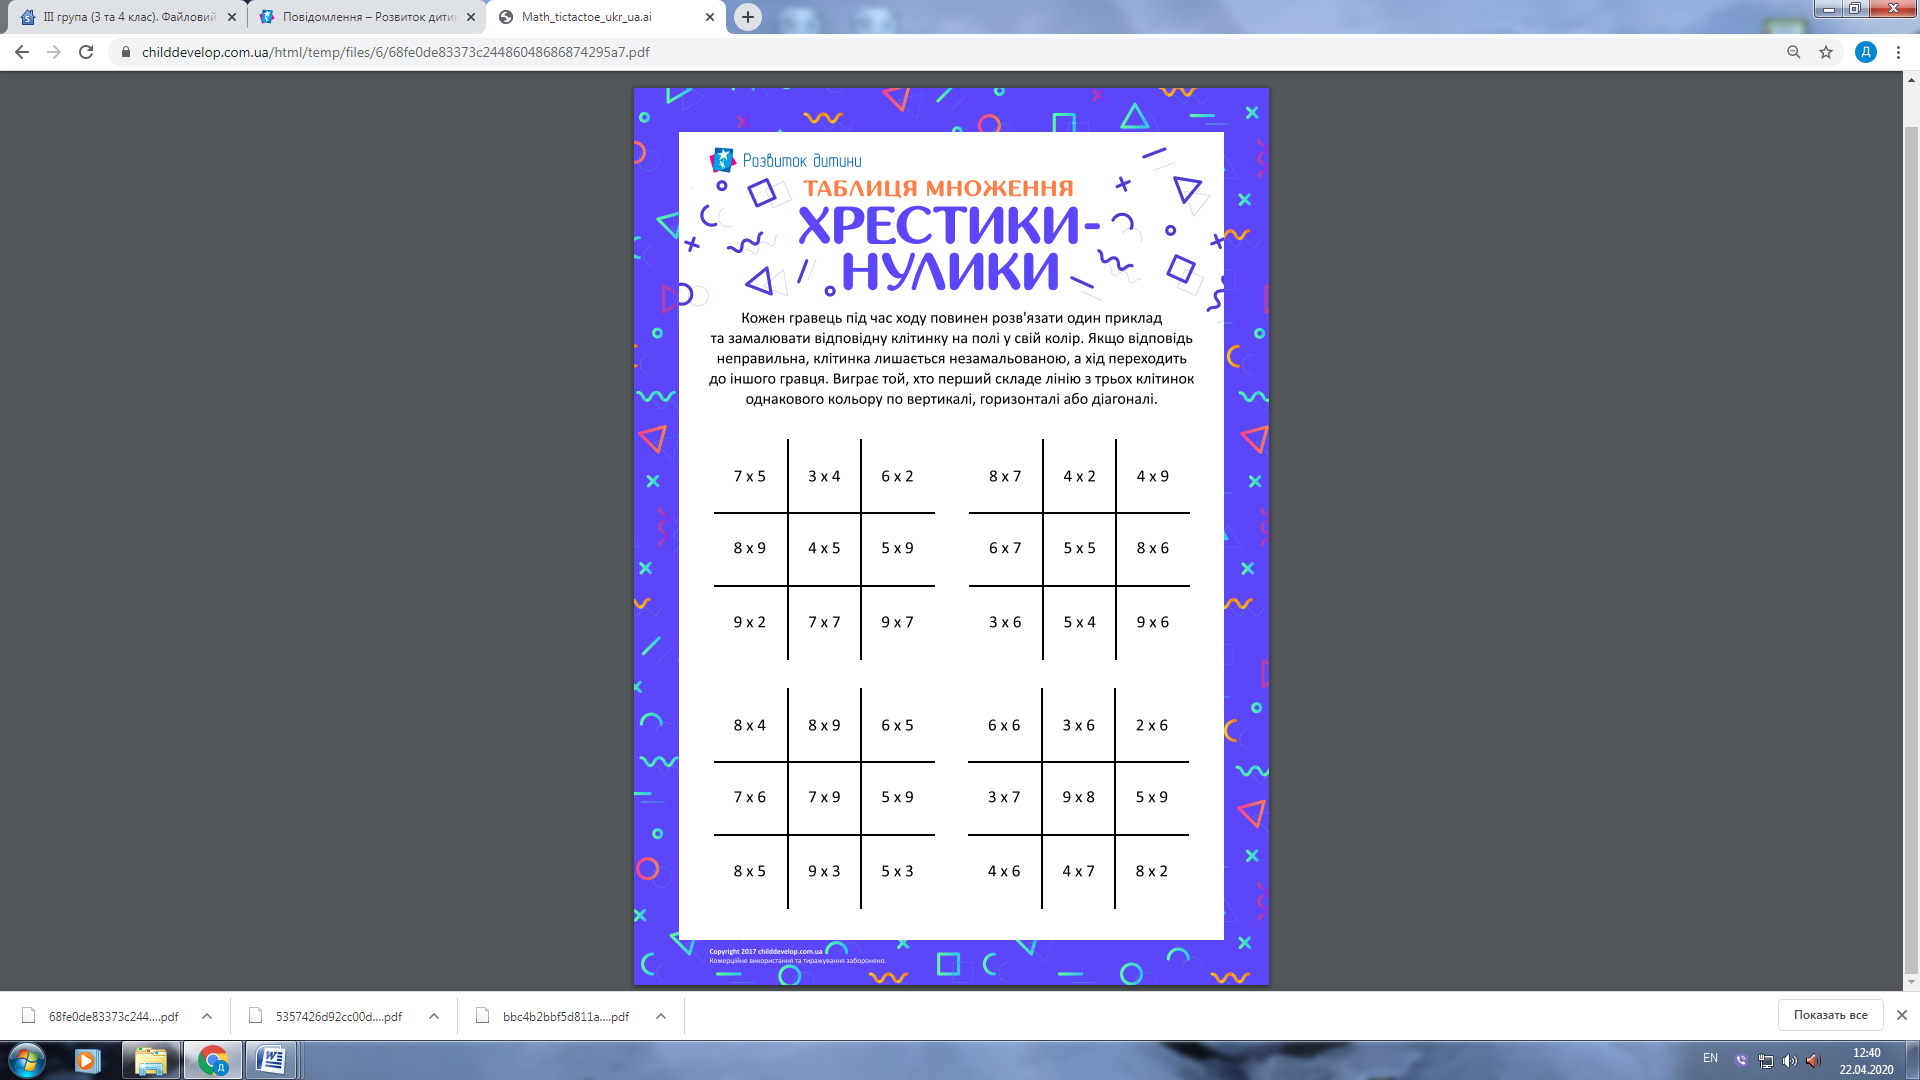 III група (3 та 4 клас). Файловий
Повідомлення – Розвиток дити
Math_tictactoe_ukr_ua.ai
childdevelop.com.ua/html/temp/files/6/68fe0de83373c24486048686874295a7.pdf
Д
Розвиток дитини
ТАБЛИЦЯ МНОЖЕННЯ
ХРЕСТИКИ-
НУЛИКИ
Кожен гравець під час ходу повинен розв'язати один приклад
та замалювати відповідну клітинку на полі у свій колір. Якщо відповідь
неправильна, клітинка лишається незамальованою, а хід переходить
до іншого гравця. Виграє той, хто перший складе лінію з трьох клітинок
однакового кольору по вертикалі, горизонталі або діагоналі.
7 x 5 3 x 4 6 x 2 8 x 7 4 x 2 4 x 9
8 x 9 4 x 5 5 x 9 6 x 7 5 x 5 8 x 6
9 x 2 7 x 7 9 x 7 3 x 6 5 x 4 9 x 6
8 x 4 8 x 9 6 x 5 6 x 6 3 x 6 2 x 6
7 x 6 7 x 9 5 x 9 3 x 7 9 x 8 5 x 9
8 x 5 9 x 3 5 x 3 4 x 6 4 x 7 8 x 2
Copyright 2017 childdevelop.com.ua
Комерційне використання та тиражування заборонено.
68fe0de83373c244....pdf
5357426d92cc00d....pdf
bbc4b2bbf5d811a....pdf
Показать все
EN
12:40
22.04.2020